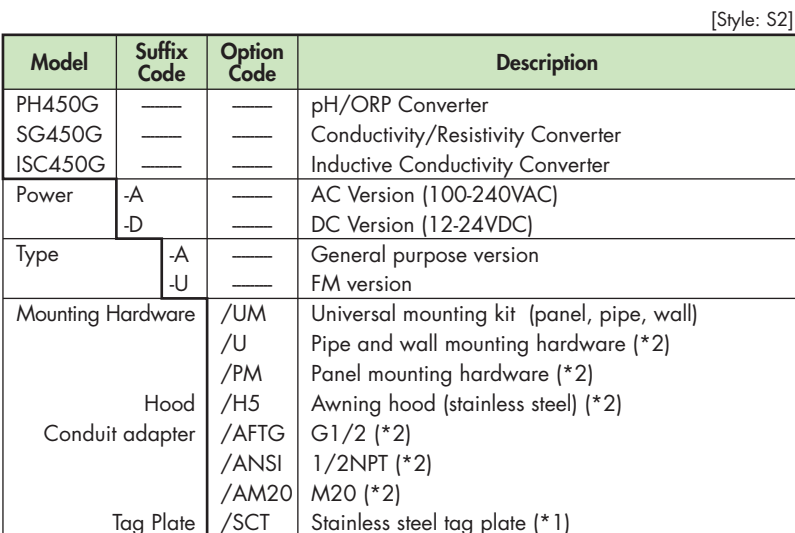 [Style: S2]
Model Suffix Code Option Code Description
PH450G ——— ——— pH/ORP Converter
SG450G ——— ——— Conductivity/Resistivity Converter
ISC450G ——— ——— Inductive Conductivity Converter
Power -A ——— AC Version (100-240VAC)
-D ——— DC Version (12-24VDC)
Type -A ——— General purpose version
-U ——— FM version
Mounting Hardware /UM Universal mounting kit (panel, pipe, wall)
/U Pipe and wall mounting hardware (*2)
/PM Panel mounting hardware (*2)
Hood /H5 Awning hood (stainless steel) (*2)
Conduit adapter /AFTG G1/2 (*2)
/ANSI 1/2NPT (*2)
/AM20 M20 (*2)
Tag Plate /SCT Stainless steel tag plate (*1)